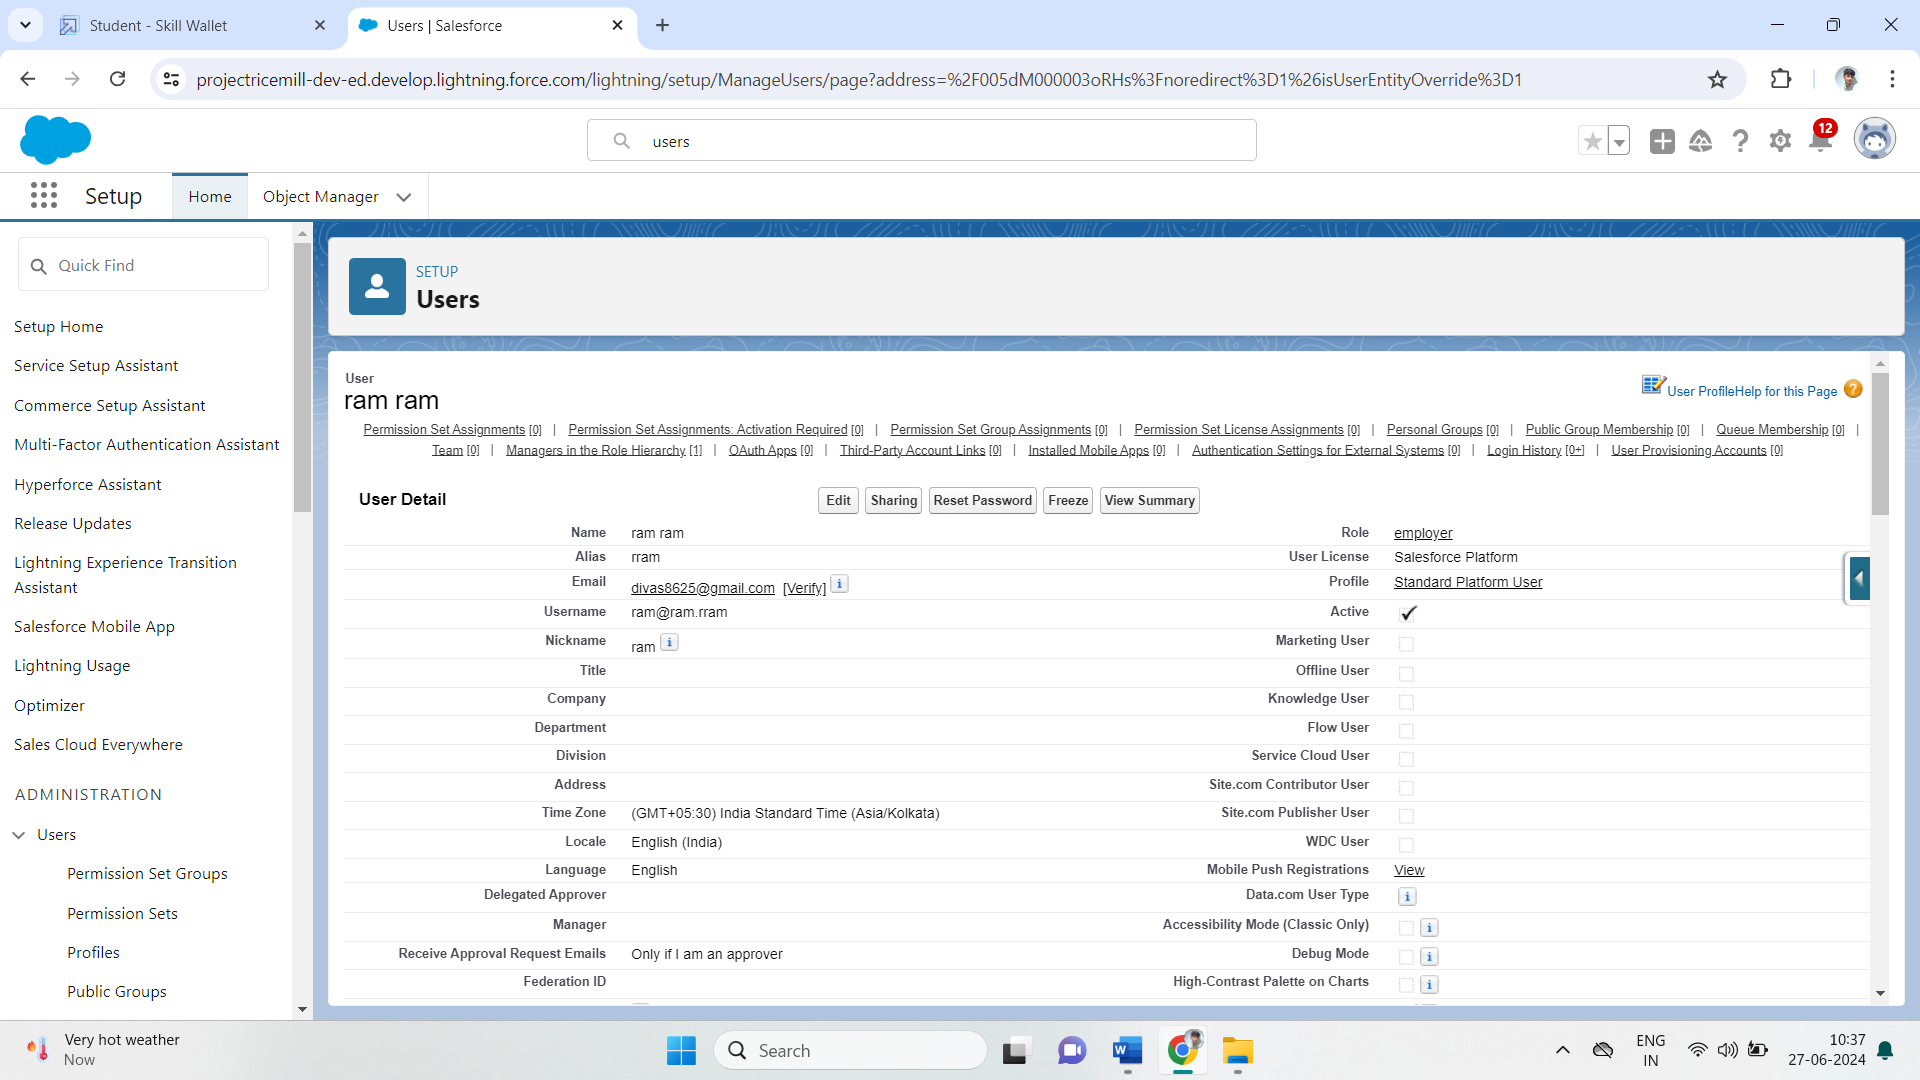 Student - Skill Wallet
Users | Salesforce
projectricemill-dev-ed.develop.lightning.force.com/lightning/setup/ManageUsers/page?address=%2F005dM000003oRHs%3Fnoredirect%3D1%26isUserEntityOverride%3D1
users
12
Setup
Home
Object Manager
Quick Find
Setup Home
Service Setup Assistant
Commerce Setup Assistant
Multi-Factor Authentication Assistant
Hyperforce Assistant
Release Updates
Lightning Experience Transition
Assistant
Salesforce Mobile App
Lightning Usage
Optimizer
Sales Cloud Everywhere
ADMINISTRATION
Users
Permission Set Groups
Permission Sets
Profiles
Public Groups
SETUP
Users
User
ram ram
User ProfileHelp for this Page ?
Permission Set Assignments [0] | Permission Set Assignments: Activation Required [0] | Permission Set Group Assignments [0] | Permission Set License Assignments [0] | Personal Groups [0] | Public Group Membership [0] | Queue Membership [0] |
Team [0] | Managers in the Role Hierarchy [1] | OAuth Apps [0] | Third-Party Account Links [0] | Installed Mobile Apps [0] | Authentication Settings for External Systems [0] | Login History [0+] | User Provisioning Accounts [0]
User Detail
Edit Sharing Reset Password Freeze View Summary
Name ram ram Role employer
Alias rram User License Salesforce Platform
Email divas8625@gmail.com [Verify] i Profile Standard Platform User
Username ram@ram.rram Active
Nickname ram i Marketing User
Title Offline User
Company Knowledge User
Department Flow User
Division Service Cloud User
Address Site.com Contributor User
Time Zone (GMT+05:30) India Standard Time (Asia/Kolkata) Site.com Publisher User
Locale English (India) WDC User
Language English Mobile Push Registrations View
Delegated Approver Data.com User Type i
Manager Accessibility Mode (Classic Only) i
Receive Approval Request Emails Only if I am an approver Debug Mode i
Federation ID High-Contrast Palette on Charts i
Very hot weather
Now
Search
ENG
IN
10:37
27-06-2024